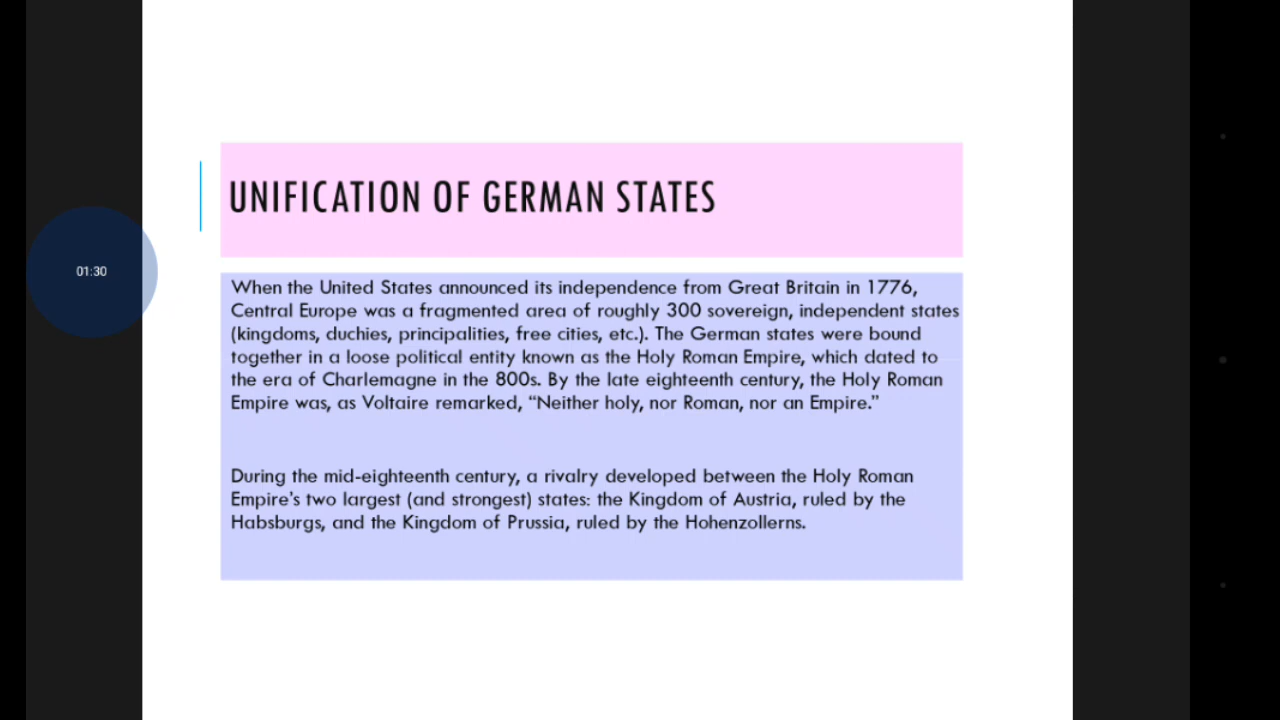 UNIFICATION OF GERMAN STATES
01:30
When the United States announced its independence from Great Britain in 1776,
Central Europe was a fragmented area of roughly 300 sovereign, independent states
(kingdoms, duchies, principalities, free cities, etc.). The German states were bound
together in a loose political entity known as the Holy Roman Empire, which dated to
the era of Charlemagne in the 800s. By the late eighteenth century, the Holy Roman
Empire was, as Voltaire remarked, “Neither holy, nor Roman, nor an Empire.”
During the mid-eighteenth century, a rivalry developed between the Holy Roman
Empire’s two largest (and strongest) states: the Kingdom of Austria, ruled by the
Habsburgs, and the Kingdom of Prussia, ruled by the Hohenzollerns.